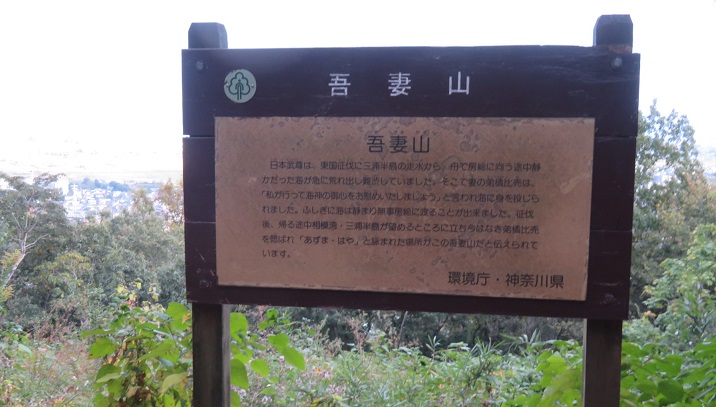 吾妻山
吾妻山
日本武尊は、東国征伐に三浦半島の走水から、舟で房総に向う途中静
かだった海が急に荒れ出し難渋していました。そこで妻の弟橘比売は、
「私が行って海神の御心をお慰めいたしましょう」と言われ海に身を投じら
れました。ふしぎに海は静まり無事房総に渡ることが出来ました。征伐
後、帰る途中相模湾・三浦半島が望めるところに立ち今はなき弟橘比売
を偲ばれ「あずま・はや」と詠まれた場所がこの吾妻山だと伝えられて
います。
環境庁・神奈川県